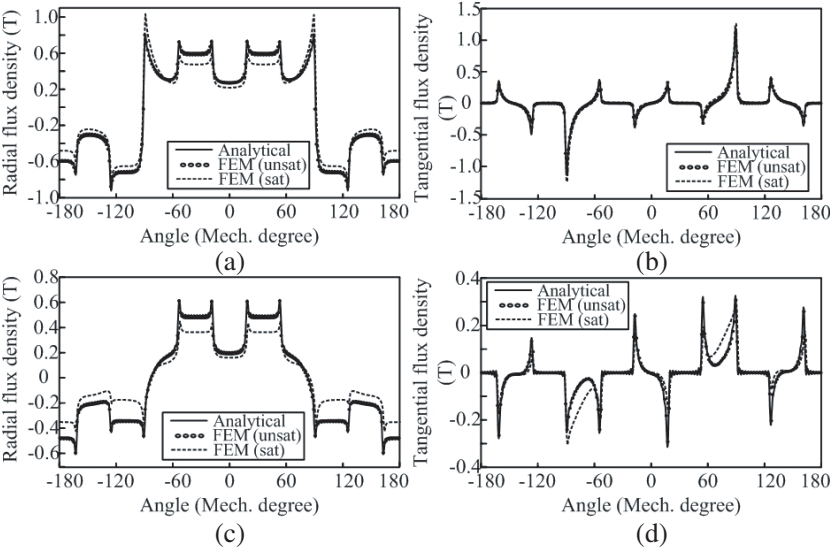 Radial flux density (T)
1.0
0.6
0.2
-0.2
-0.6
-1.0
Analytical
FEM (unsat)
FEM (sat)
-180 -120 -60 0 60 120 180
Angle (Mech. degree)
(a)
Tangential flux density
(T)
1.5
1.0
0.5
0
-0.5
-1.0
-1.5
Analytical
FEM (unsat)
FEM (sat)
-180 -120 -60 0 60 120 180
Angle (Mech. degree)
(b)
Radial flux density (T)
0.8
0.6
0.4
0.2
0
-0.2
-0.4
-0.6
Analytical
FEM (unsat)
FEM (sat)
-180 -120 -60 0 60 120 180
Angle (Mech. degree)
(c)
Tangential flux density
(T)
0.4
0.2
0
-0.2
-0.4
Analytical
FEM (unsat)
FEM (sat)
-180 -120 -60 0 60 120 180
Angle (Mech. degree)
(d)